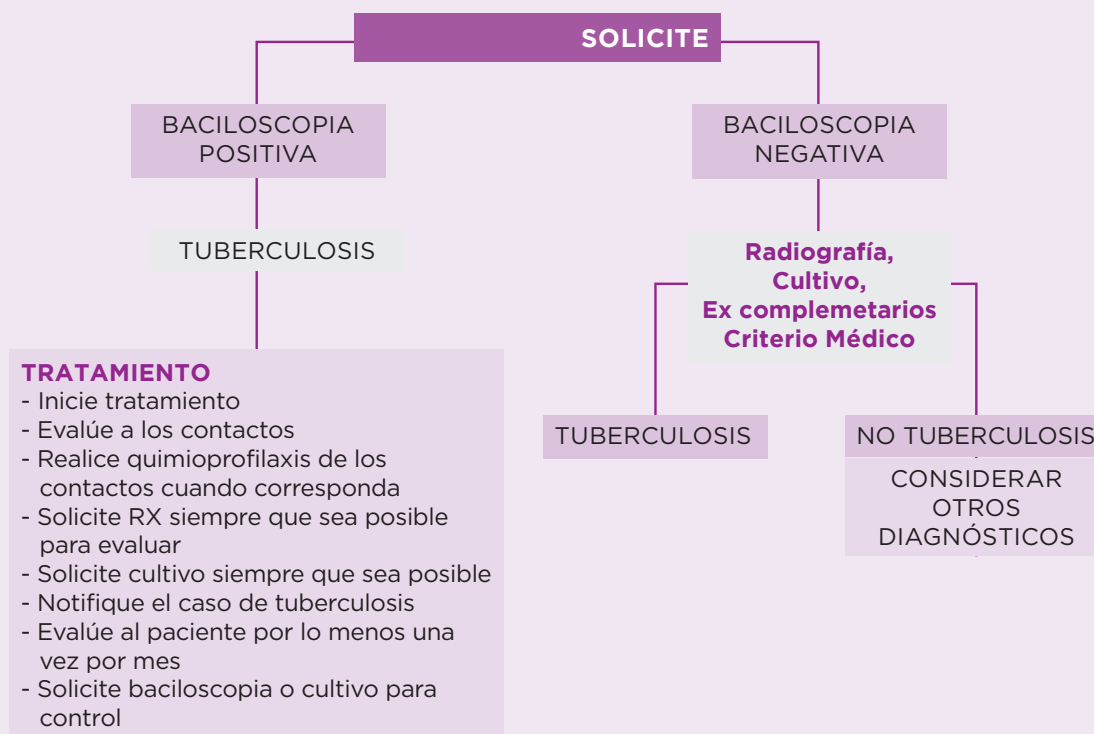 SOLICITE
BACILOSCOPIA
POSITIVA
TUBERCULOSIS
TRATAMIENTO
- Inicie tratamiento
- Evalúe a los contactos
- Realice quimioprofilaxis de los
contactos cuando corresponda
- Solicite RX siempre que sea posible
para evaluar
- Solicite cultivo siempre que sea posible
- Notifique el caso de tuberculosis
- Evalúe al paciente por lo menos una
vez por mes
- Solicite baciloscopia o cultivo para
control
BACILOSCOPIA
NEGATIVA
Radiografía,
Cultivo,
Ex complemetarios
Criterio Médico
TUBERCULOSIS
NO TUBERCULOSIS
CONSIDERAR
OTROS
DIAGNÓSTICOS